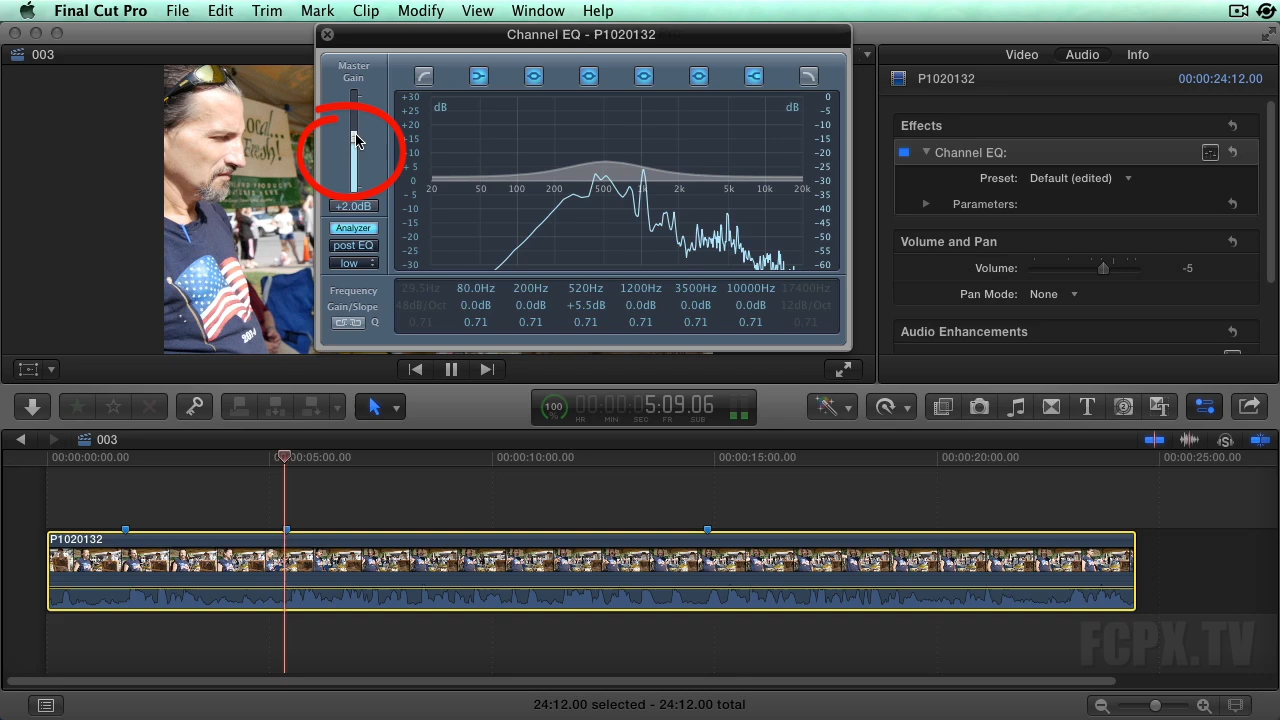 Final Cut Pro File Edit Trim Mark Clip Modify View Window Help
Channel EQ - P1020132
003
Video Audio Info
P1020132 00:00:24:12.00
Master
Gain
Local...
Fresh!
+30 dB dB 0
+25 -5
+20 -10
+15 -15
+10 -20
+5 -25
0 -30
20 50 100 200 500 1k 2k 5k 10k 20k
-5 -35
-10 -40
-15 -45
-20 -50
-25 -55
-30 -60
+2.0dB
Analyzer
post EQ
low
Frequency 29.5Hz 80.0Hz 200Hz 520Hz 1200Hz 3500Hz 10000Hz 17400Hz
Gain/Slope 48dB/Oct 0.0dB 0.0dB +5.5dB 0.0dB 0.0dB 0.0dB 12dB/Oct
Q 0.71 0.71 0.71 0.71 0.71 0.71 0.71 0.71
Effects
Channel EQ:
Preset: Default (edited)
Parameters:
Volume and Pan
Volume: -5
Pan Mode: None
Audio Enhancements
100 % 00:00:05:09.06
HR MIN SEC FR SUB
003
00:00:00:00.00 00:00:05:00.00 00:00:10:00.00 00:00:15:00.00 00:00:20:00.00 00:00:25:00.00
P1020132
FCPX.TV
24:12.00 selected - 24:12.00 total